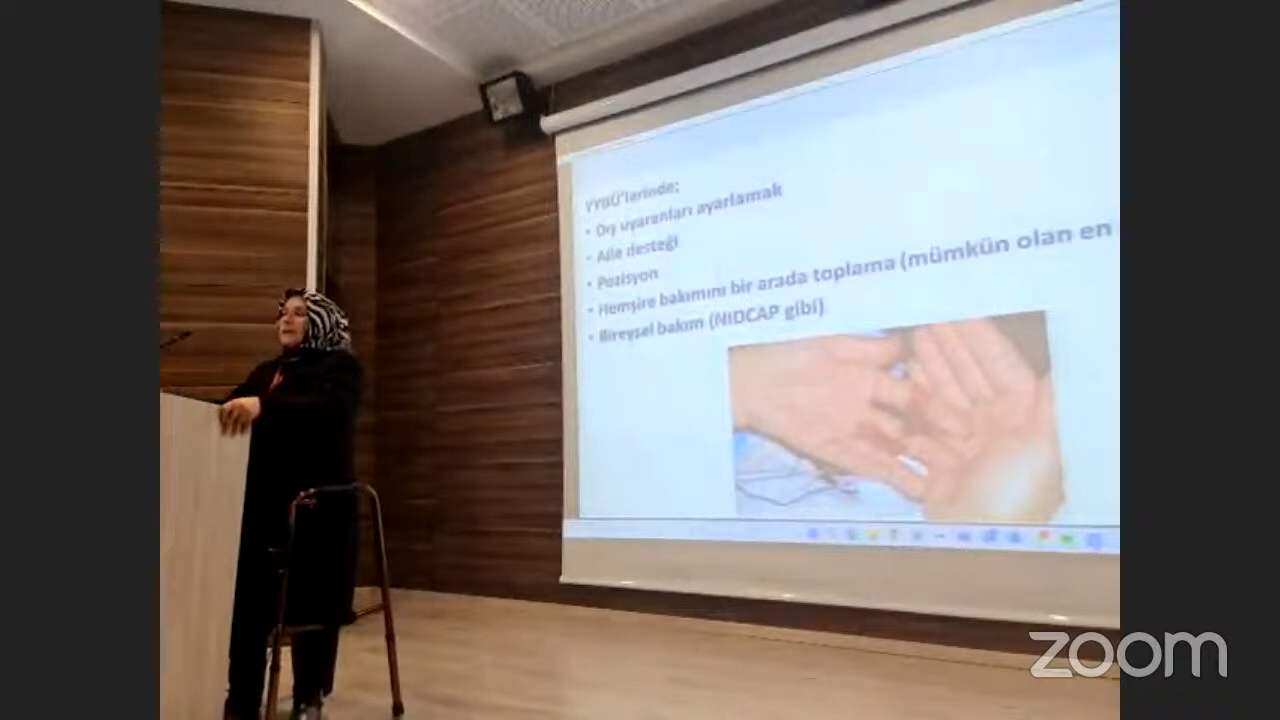 YYBÜ'lerinde;
• Dış uyaranları ayarlamak
• Aile desteği
• Pozisyon
• Hemşire bakımını bir arada toplama (mümkün olan en
• Bireysel bakım (NIDCAP gibi)
zoom